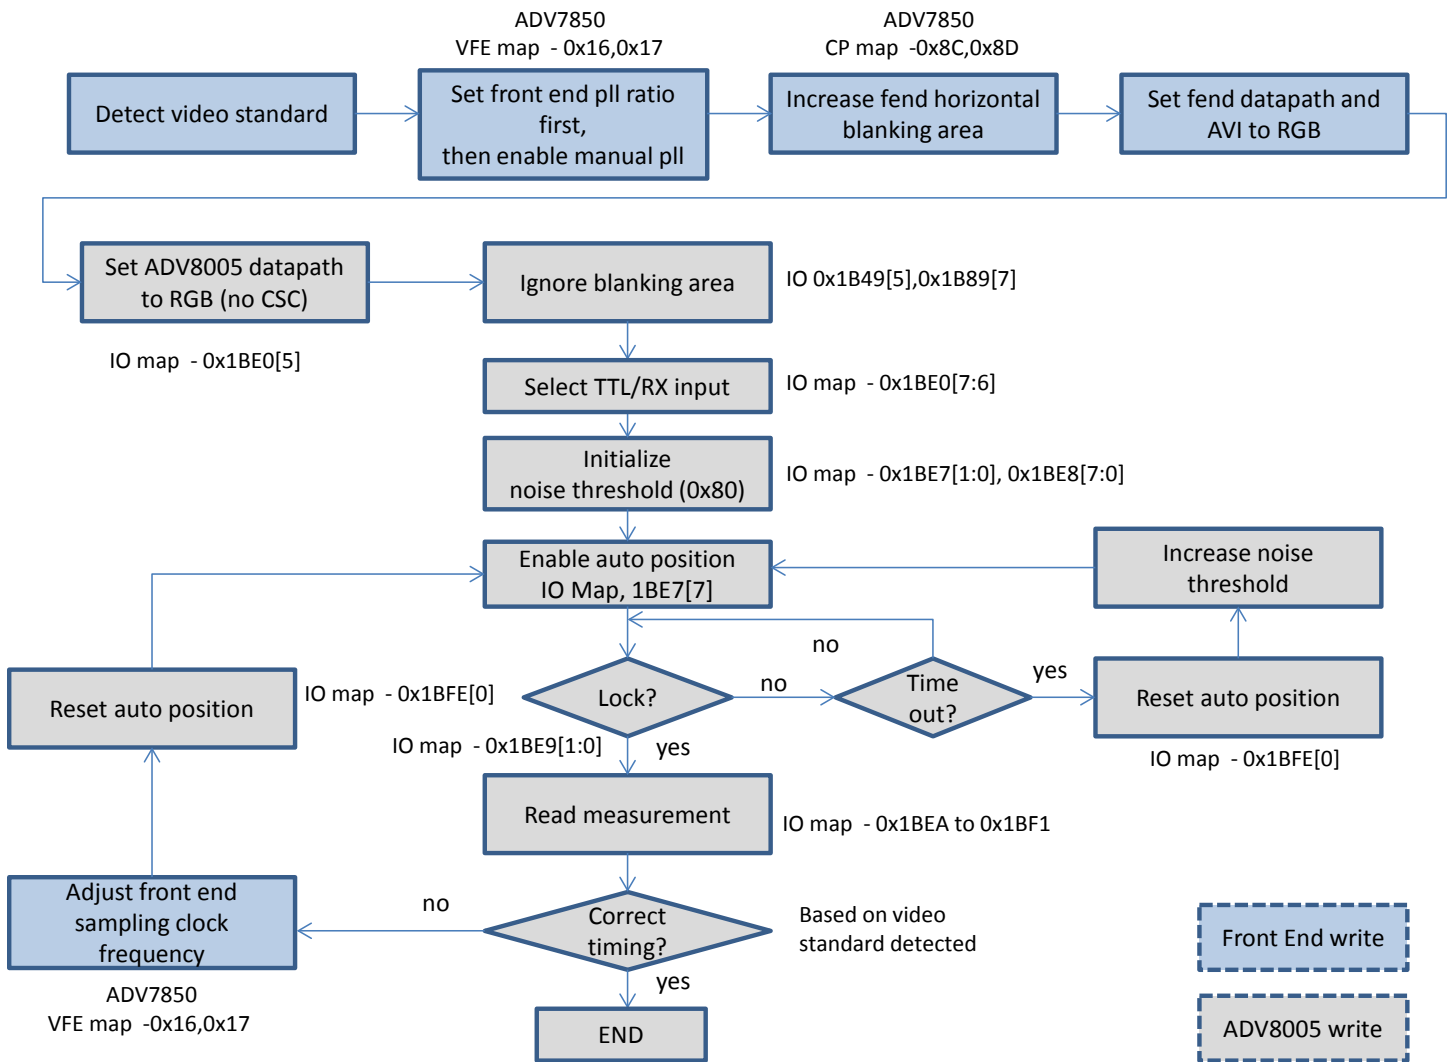 ADV7850
VFE map  - 0x16,0x17
ADV7850
CP map  -0x8C,0x8D
Detect video standard
Set front end pll ratio
first,
then enable manual pll
Increase fend horizontal
blanking area
Set fend datapath and
AVI to RGB
Set ADV8005 datapath
to RGB (no CSC)
IO map  - 0x1BE0[5]
Ignore blanking area
IO 0x1B49[5],0x1B89[7]
Select TTL/RX input
IO map  - 0x1BE0[7:6]
Initialize
noise threshold (0x80)
IO map  - 0x1BE7[1:0], 0x1BE8[7:0]
Enable auto position
IO Map, 1BE7[7]
Increase noise
threshold
no
Reset auto position
IO map  - 0x1BFE[0]
Lock?
no
Time
out?
yes
Reset auto position
IO map  - 0x1BFE[0]
IO map  - 0x1BE9[1:0]
yes
Read measurement
IO map  - 0x1BEA to 0x1BF1
Adjust front end
sampling clock
frequency
no
Correct
timing?
Based on video
standard detected
yes
ADV7850
VFE map  -0x16,0x17
END
Front End write
ADV8005 write